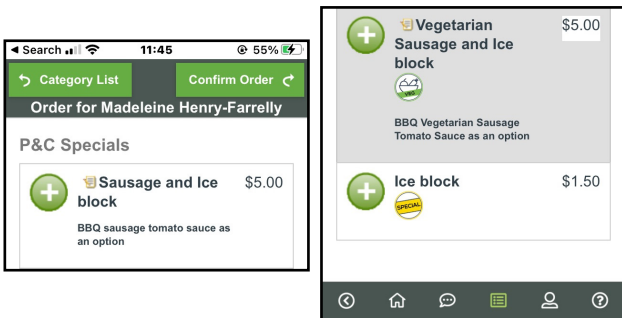 Search 11:45 55%
Category List Confirm Order
Order for Madeleine Henry-Farrelly
P&C Specials
Sausage and Ice $5.00
block
BBQ sausage tomato sauce as
an option
Vegetarian $5.00
Sausage and Ice
block
VEG
BBQ Vegetarian Sausage
Tomato Sauce as an option
Ice block $1.50
SPECIAL